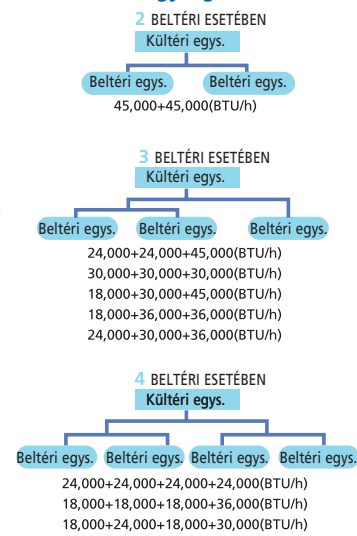 2 BELTÉRI ESETÉBEN
Kültéri egys.
Beltéri egys. Beltéri egys.
45,000+45,000(BTU/h)
3 BELTÉRI ESETÉBEN
Kültéri egys.
Beltéri egys. Beltéri egys. Beltéri egys.
24,000+24,000+45,000(BTU/h)
30,000+30,000+30,000(BTU/h)
18,000+30,000+45,000(BTU/h)
18,000+36,000+36,000(BTU/h)
24,000+30,000+36,000(BTU/h)
4 BELTÉRI ESETÉBEN
Kültéri egys.
Beltéri egys. Beltéri egys. Beltéri egys. Beltéri egys.
24,000+24,000+24,000+24,000(BTU/h)
18,000+18,000+18,000+36,000(BTU/h)
18,000+24,000+18,000+30,000(BTU/h)